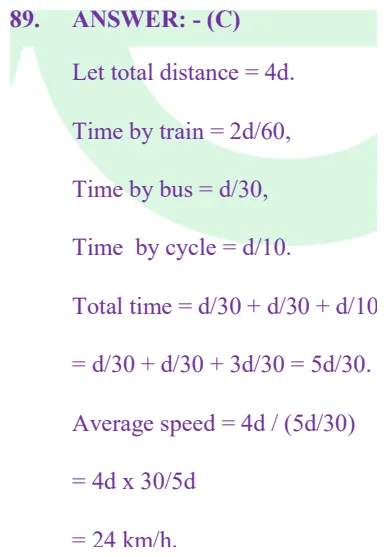 89. ANSWER: - (C)
Let total distance = 4d.
Time by train = 2d/60,
Time by bus = d/30,
Time by cycle = d/10.
Total time = d/30 + d/30 + d/10
= d/30 + d/30 + 3d/30 = 5d/30.
Average speed = 4d / (5d/30)
= 4d x 30/5d
= 24 km/h.